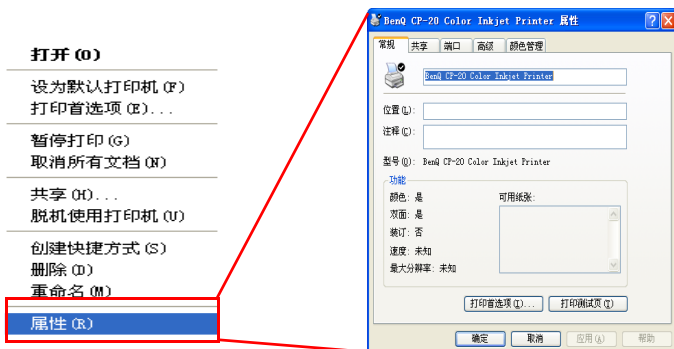 打开(O)
设为默认打印机(F)
打印首选项(E)...
暂停打印(G)
取消所有文档(N)
共享(H)...
脱机使用打印机(U)
创建快捷方式(S)
删除(D)
重命名(M)
属性(R)
BenQ CP-20 Color Inkjet Printer 属性
常规 共享 端口 高级 颜色管理
BenQ CP-20 Color Inkjet Printer
位置(L):
注释(C):
型号(O): BenQ CP-20 Color Inkjet Printer
功能
颜色: 是 可用纸张:
双面: 是
装订: 否
速度: 未知
最大分辨率: 未知
打印首选项(I)... 打印测试页(T)
确定 取消 应用(A) 帮助